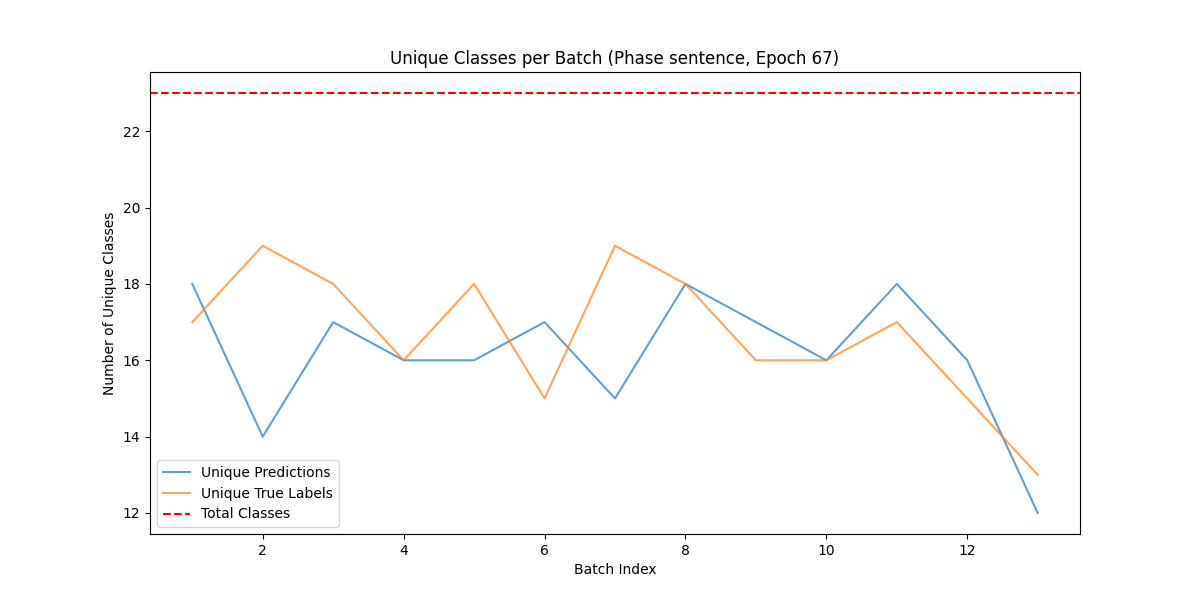 Unique Classes per Batch (Phase sentence, Epoch 67)
Number of Unique Classes
22
20
18
16
14
12
Unique Predictions
Unique True Labels
Total Classes
2 4 6 8 10 12
Batch Index